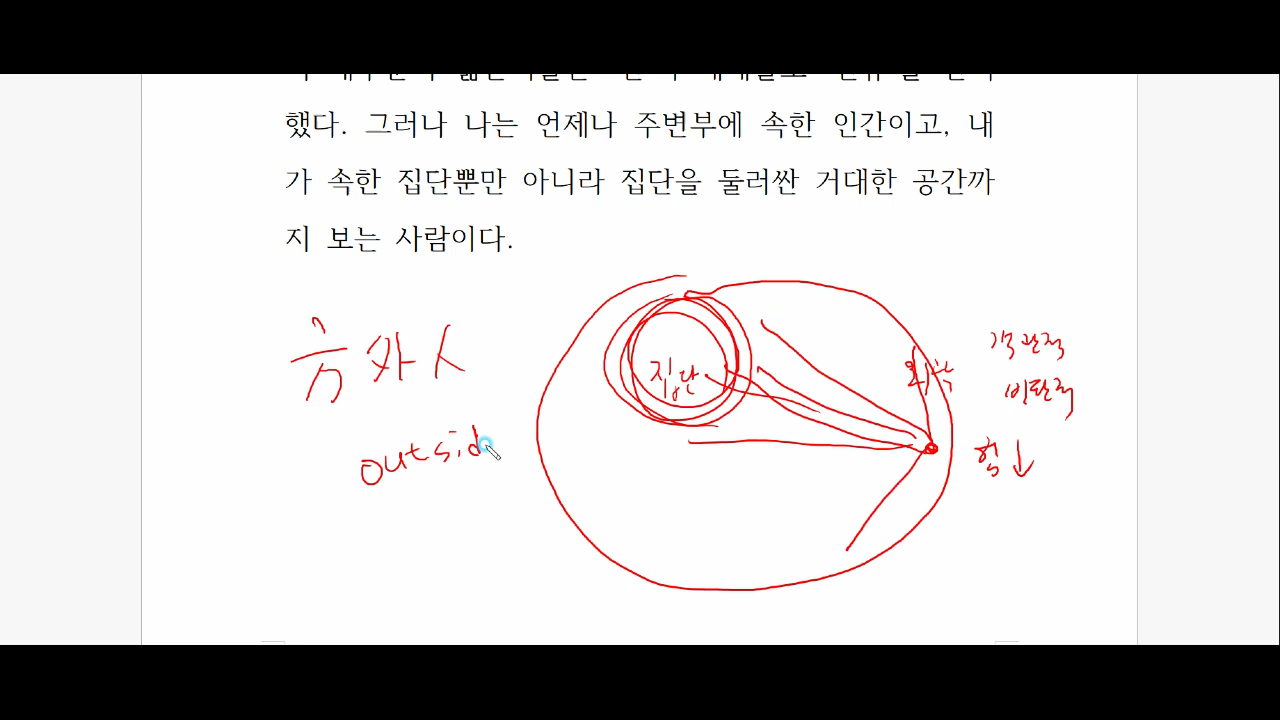 했다. 그러나 나는 언제나 주변부에 속한 인간이고, 내
가 속한 집단뿐만 아니라 집단을 둘러싼 거대한 공간까
지 보는 사람이다.
方外人
outsid
집단
외곽
객관적
비판적
힘↓